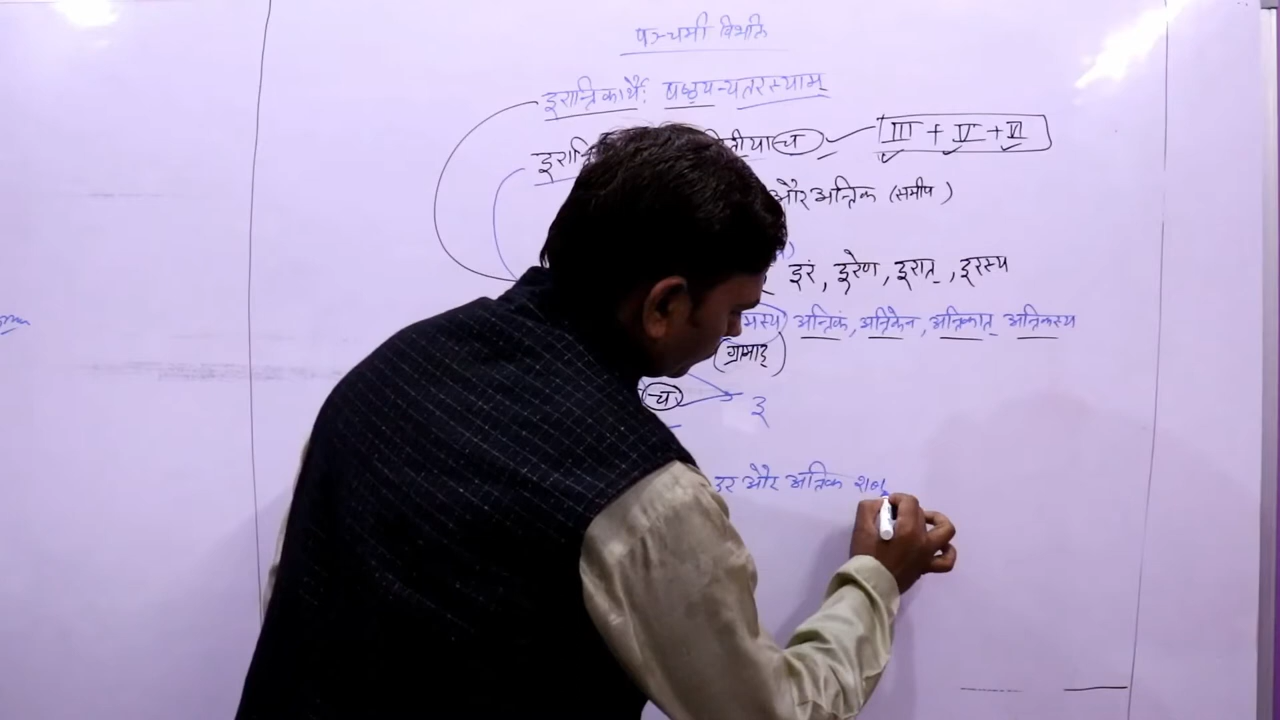 पञ्चमी विभक्ति
दूरान्तिकार्थैः षष्ठ्यन्यतरस्याम्
दूरान्ति तीयाच III + V + VI
और अन्तिक (समीप)
दूरं, दूरेण, दूरात्, दूरस्य
मस्य) अन्तिकं, अन्तिकेन, अन्तिकात् अन्तिकस्य
(ग्रामाद्)
च
दूर और अन्तिक शब्